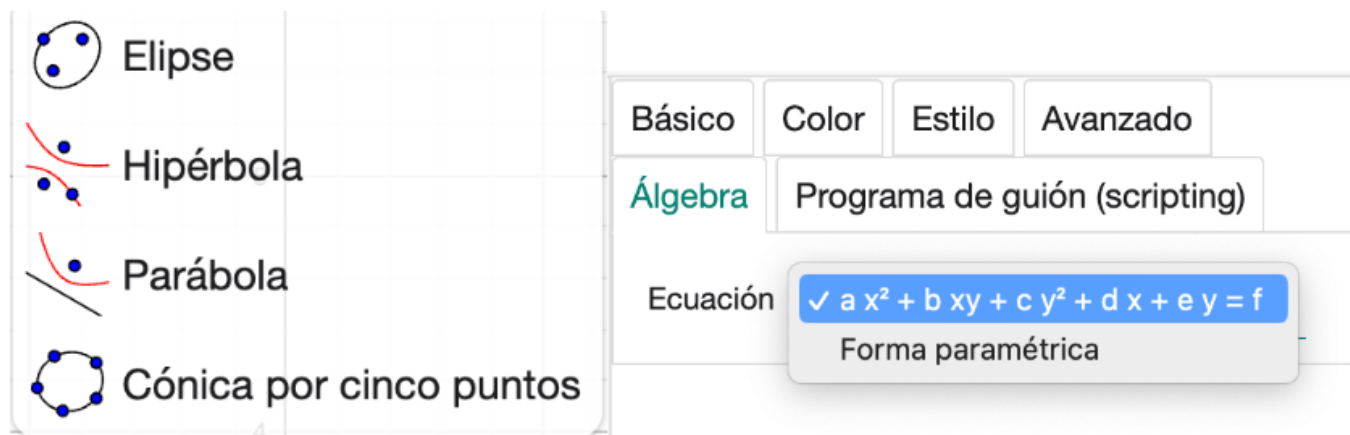 Elipse
Hipérbola
Parábola
Cónica por cinco puntos
4
Básico Color Estilo Avanzado
Álgebra Programa de guión (scripting)
Ecuación ✓ a x² + b xy + c y² + d x + e y = f
Forma paramétrica